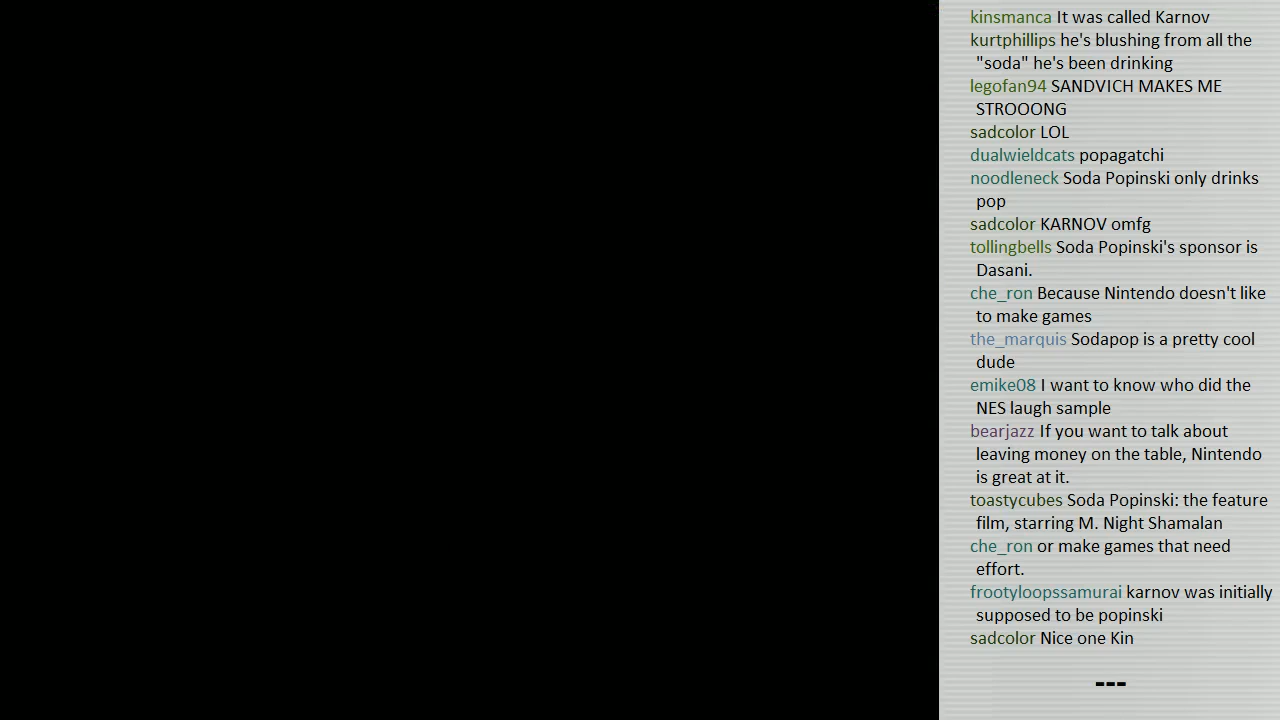 kinsmanca It was called Karnov
kurtphillips he's blushing from all the
"soda" he's been drinking
legofan94 SANDVICH MAKES ME
STROOONG
sadcolor LOL
dualwieldcats popagatchi
noodleneck Soda Popinski only drinks
pop
sadcolor KARNOV omfg
tollingbells Soda Popinski's sponsor is
Dasani.
che_ron Because Nintendo doesn't like
to make games
the_marquis Sodapop is a pretty cool
dude
emike08 I want to know who did the
NES laugh sample
bearjazz If you want to talk about
leaving money on the table, Nintendo
is great at it.
toastycubes Soda Popinski: the feature
film, starring M. Night Shamalan
che_ron or make games that need
effort.
frootyloopssamurai karnov was initially
supposed to be popinski
sadcolor Nice one Kin
---